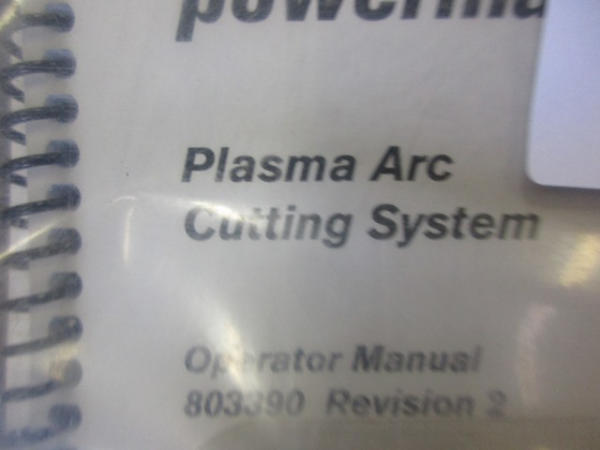 Plasma Arc
Cutting System
Operator Manual
803390 Revision 2